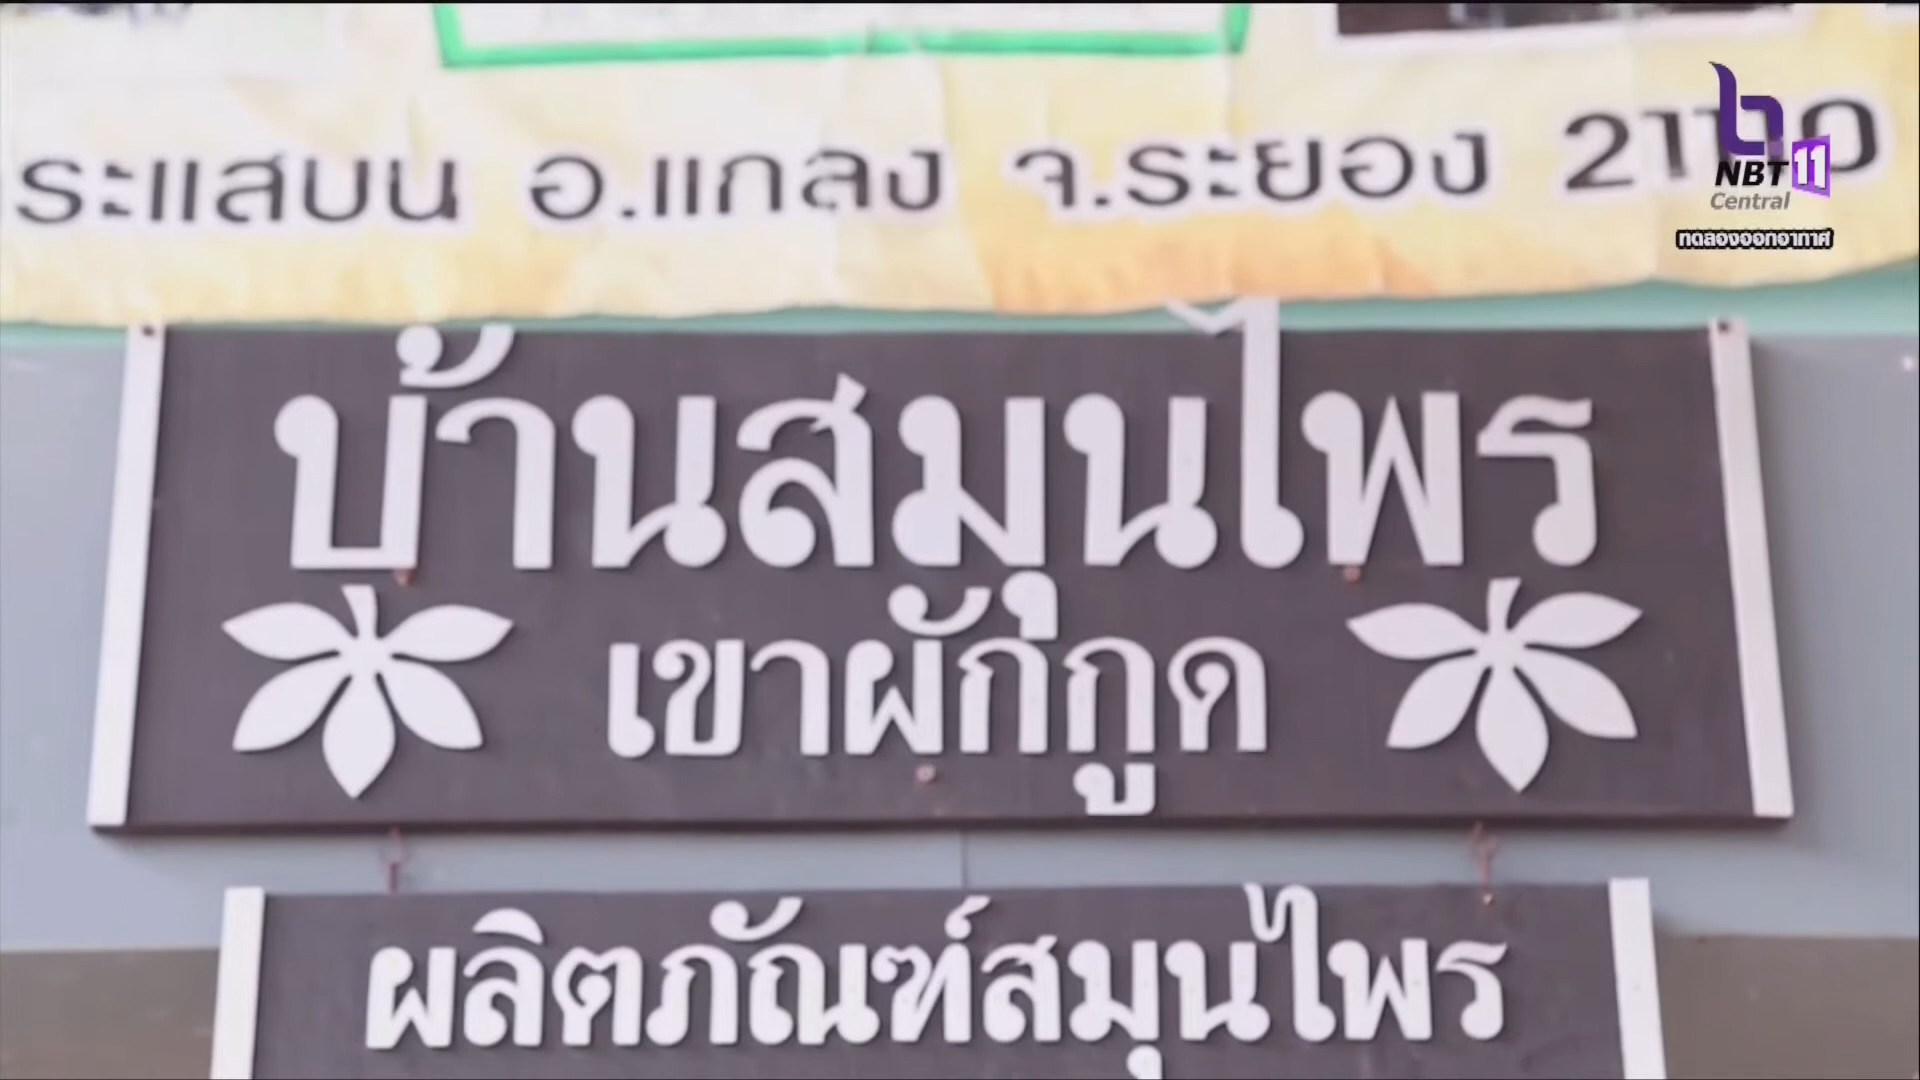 ระแสบน อ.แกลง จ.ระยอง 21110
NBT 11
Central
ทดลองออกอากาศ
บ้านสมุนไพร
เขาผักกูด
ผลิตภัณฑ์สมุนไพร